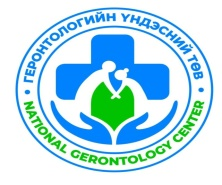 ГЕРОНТОЛОГИЙН ҮНДЭСНИЙ ТӨВ
NATIONAL GERONTOLOGY CENTER